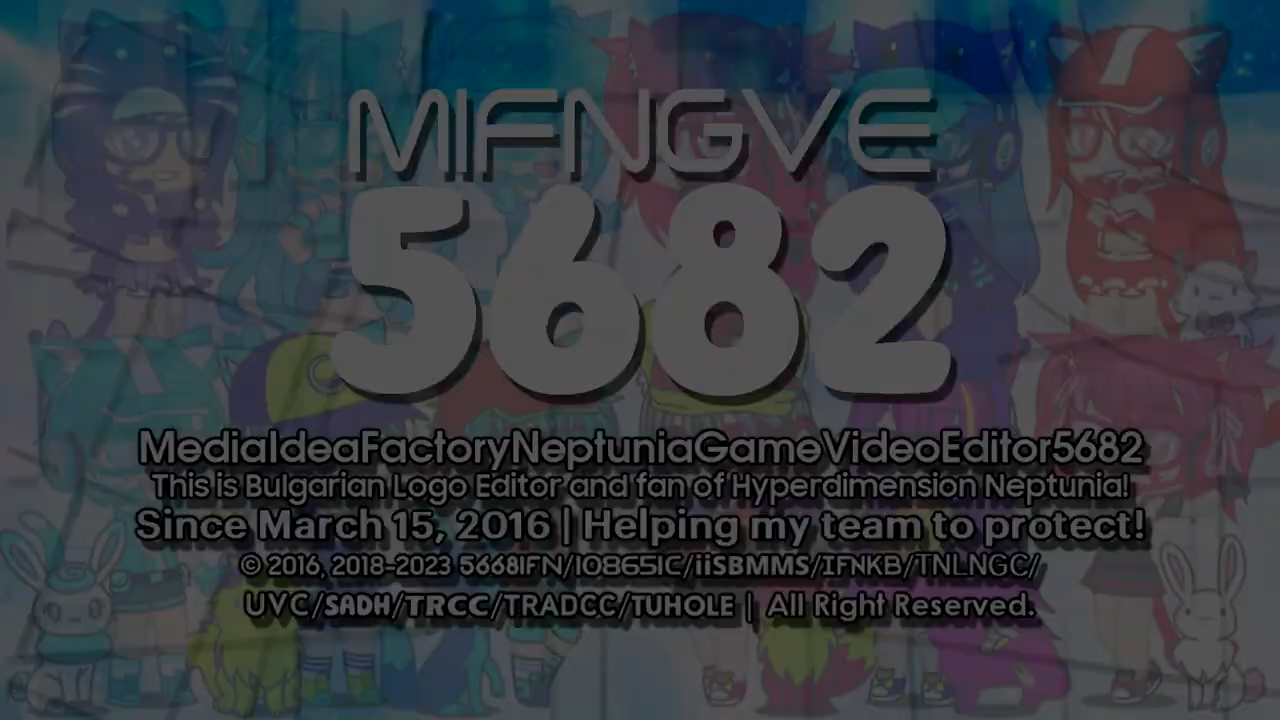 MIFNGVE
5682
MediaIdeaFactoryNeptuniaGameVideoEditor5682
This is Bulgarian Logo Editor and fan of Hyperdimension Neptunia!
Since March 15, 2016 | Helping my team to protect!
© 2016, 2018-2023 56681IFN/10865IC/iiSBMMS/IFNKB/TNLNGC/
UVC/SADH/TRCC/TRADCC/TUHOLE | All Right Reserved.